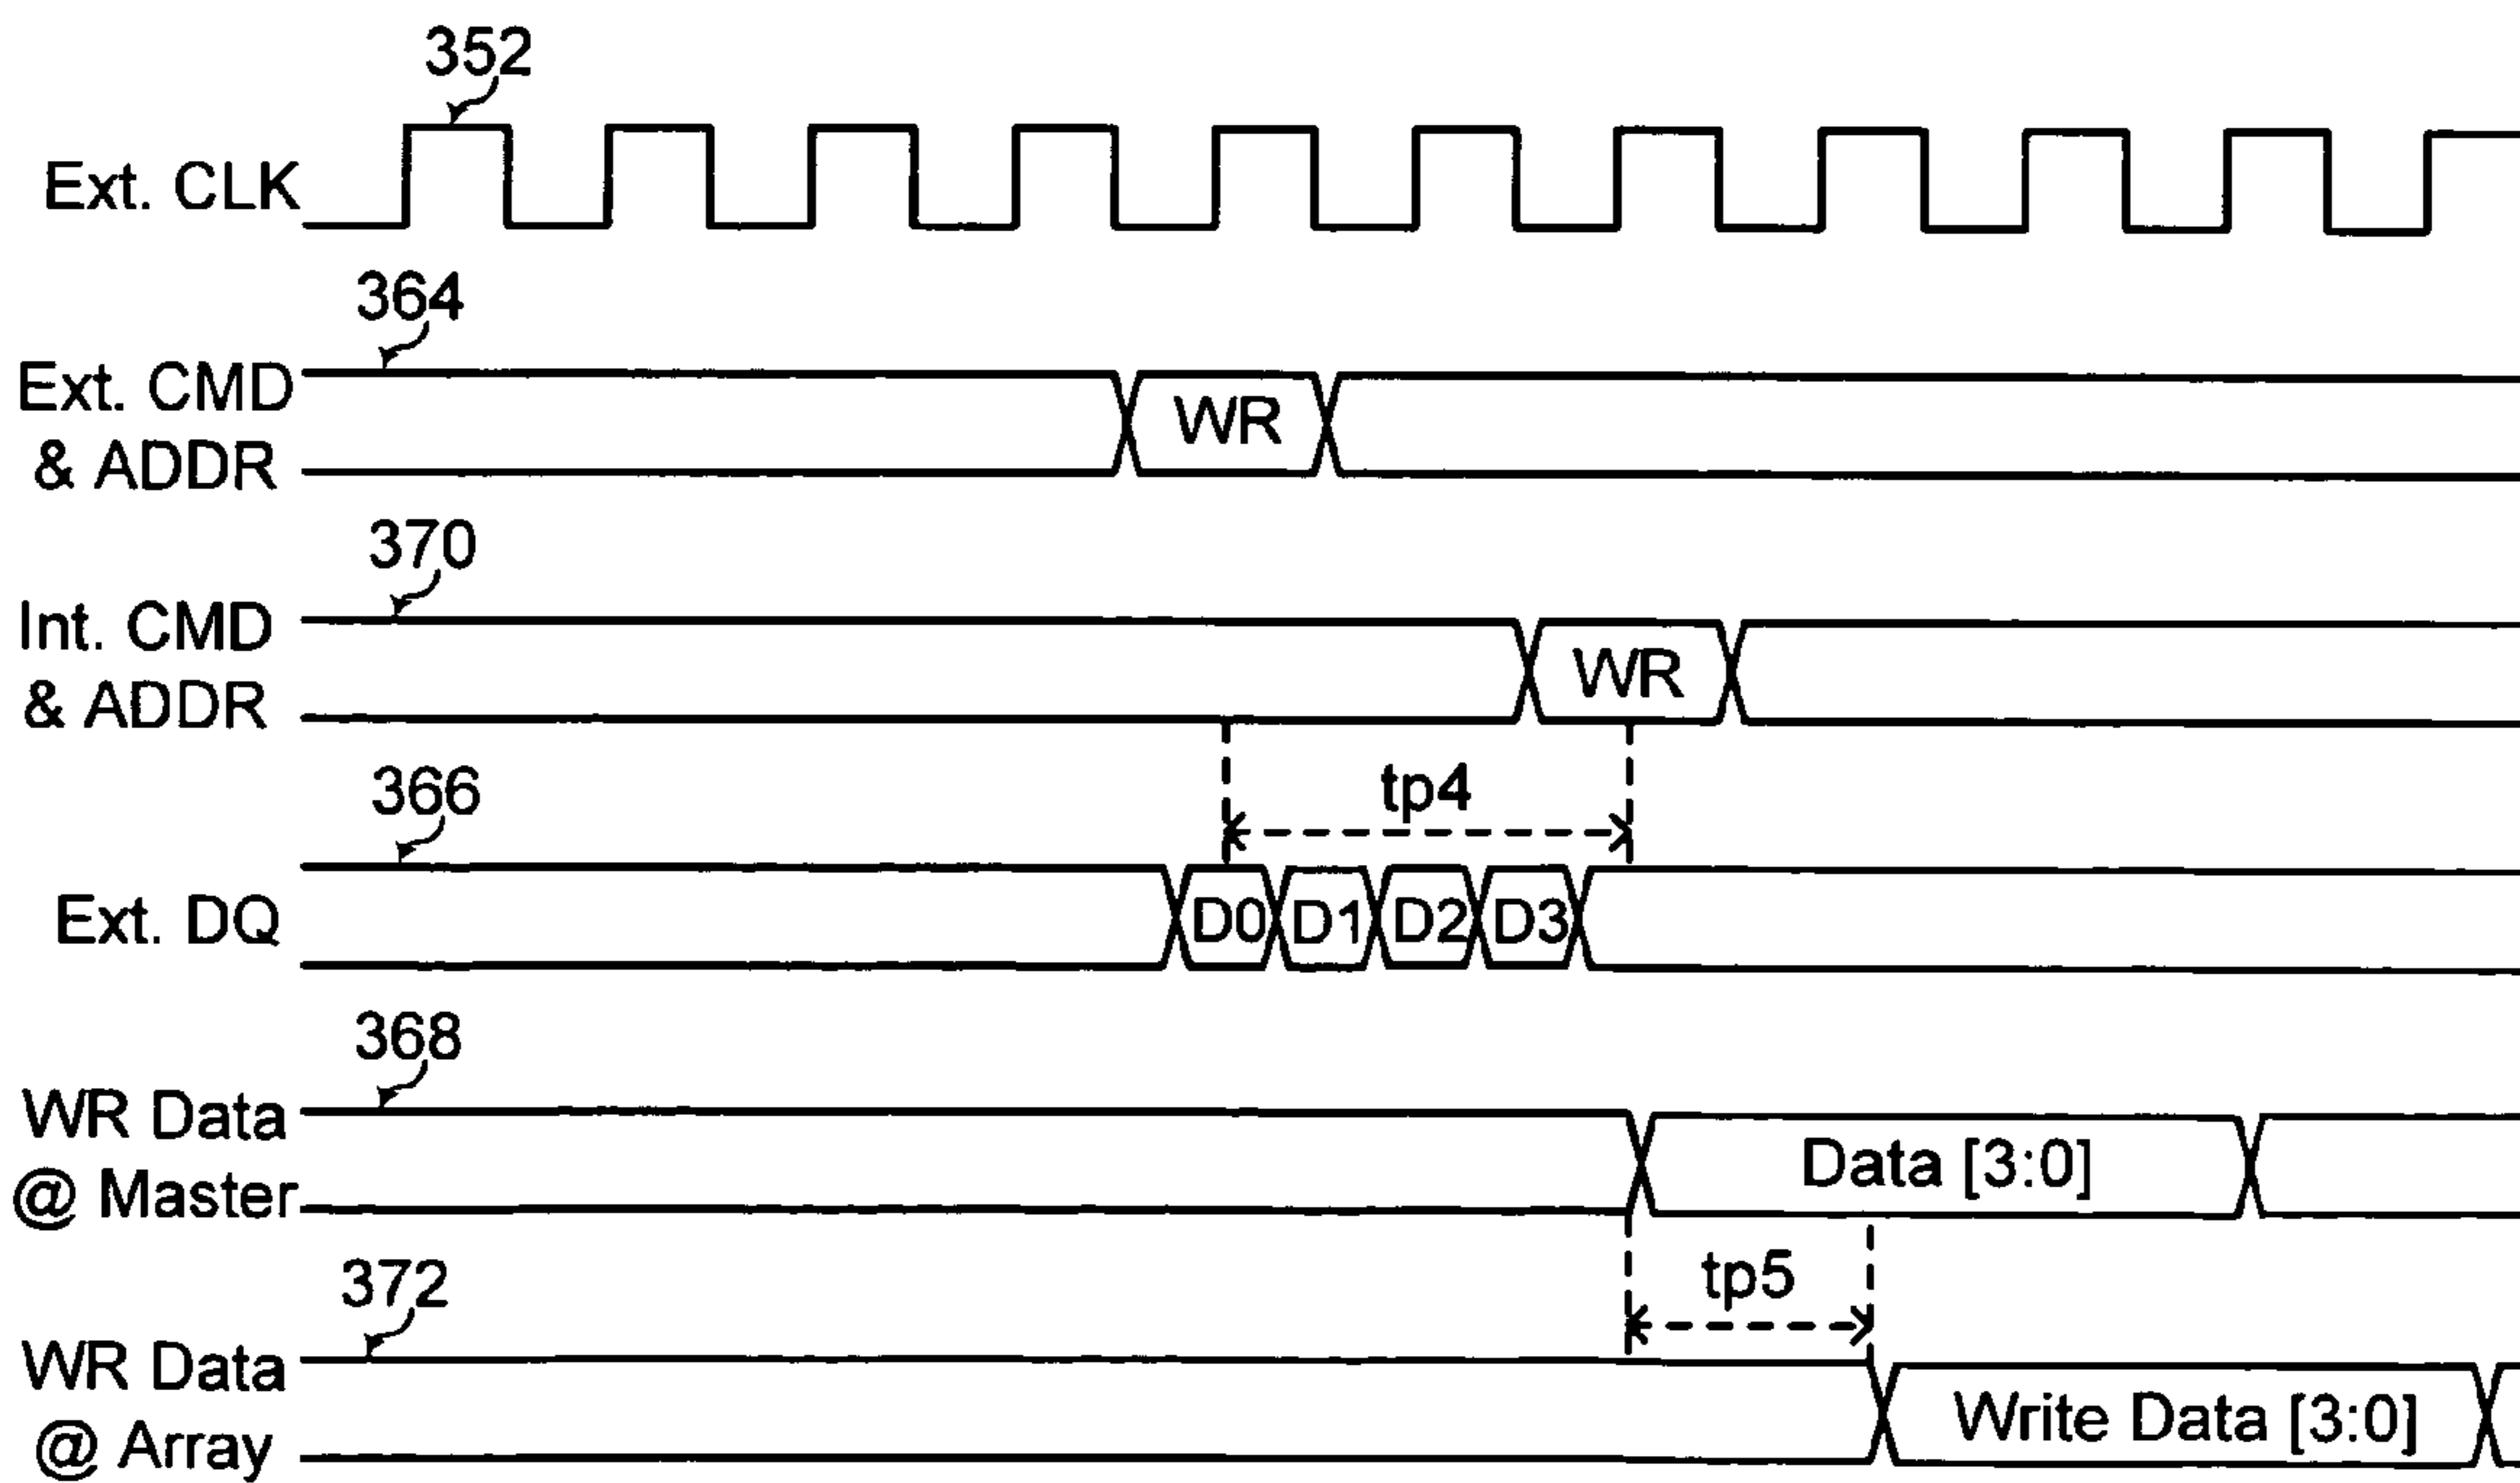 352
Ext. CLK
364
Ext. CMD
& ADDR
WR
370
Int. CMD
& ADDR
WR
366
tp4
Ext. DQ
D0 D1 D2 D3
368
WR Data
@ Master
Data [3:0]
372
tp5
WR Data
@ Array
Write Data [3:0]